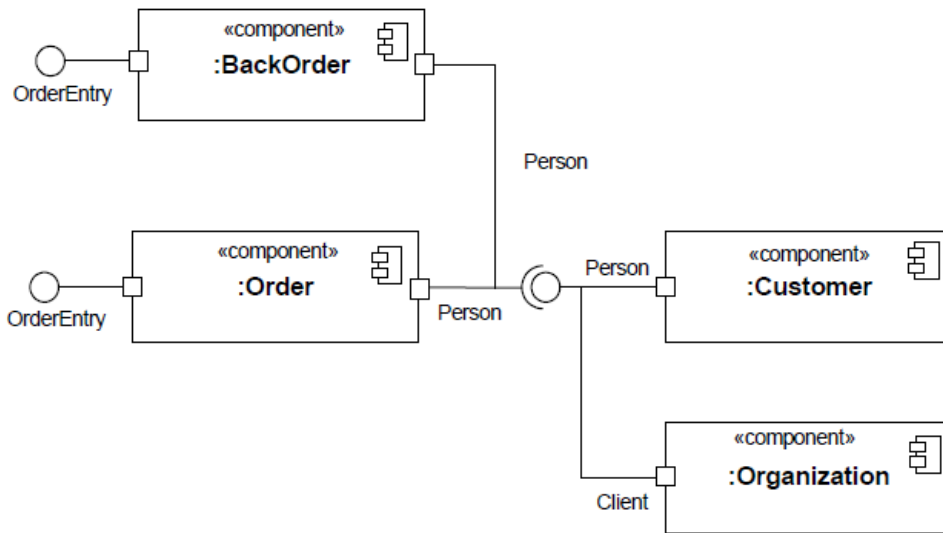 «component»
:BackOrder
OrderEntry
Person
«component»
:Order
OrderEntry
Person
Person
«component»
:Customer
«component»
:Organization
Client